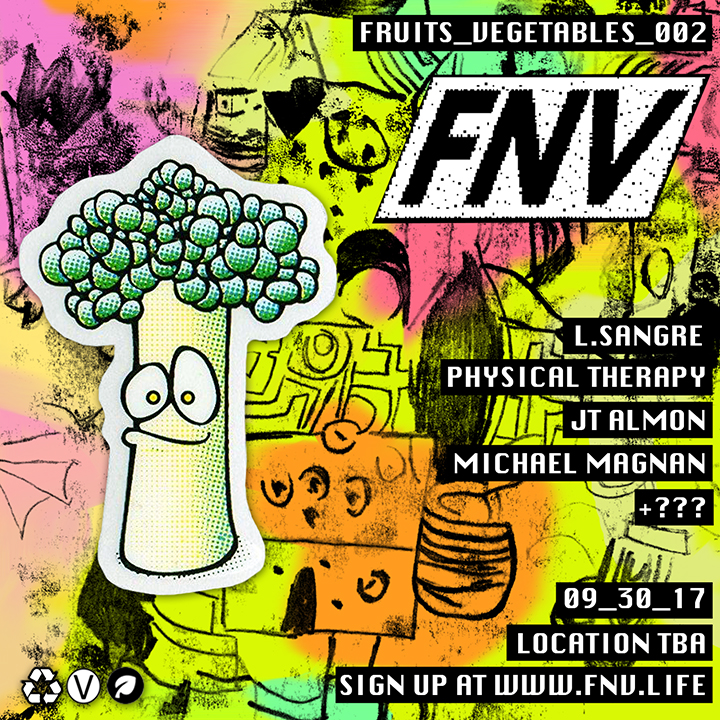 FRUITS_VEGETABLES_002
FNV
L.SANGRE
PHYSICAL THERAPY
JT ALMON
MICHAEL MAGNAN
+???
09_30_17
LOCATION TBA
SIGN UP AT WWW.FNV.LIFE
V